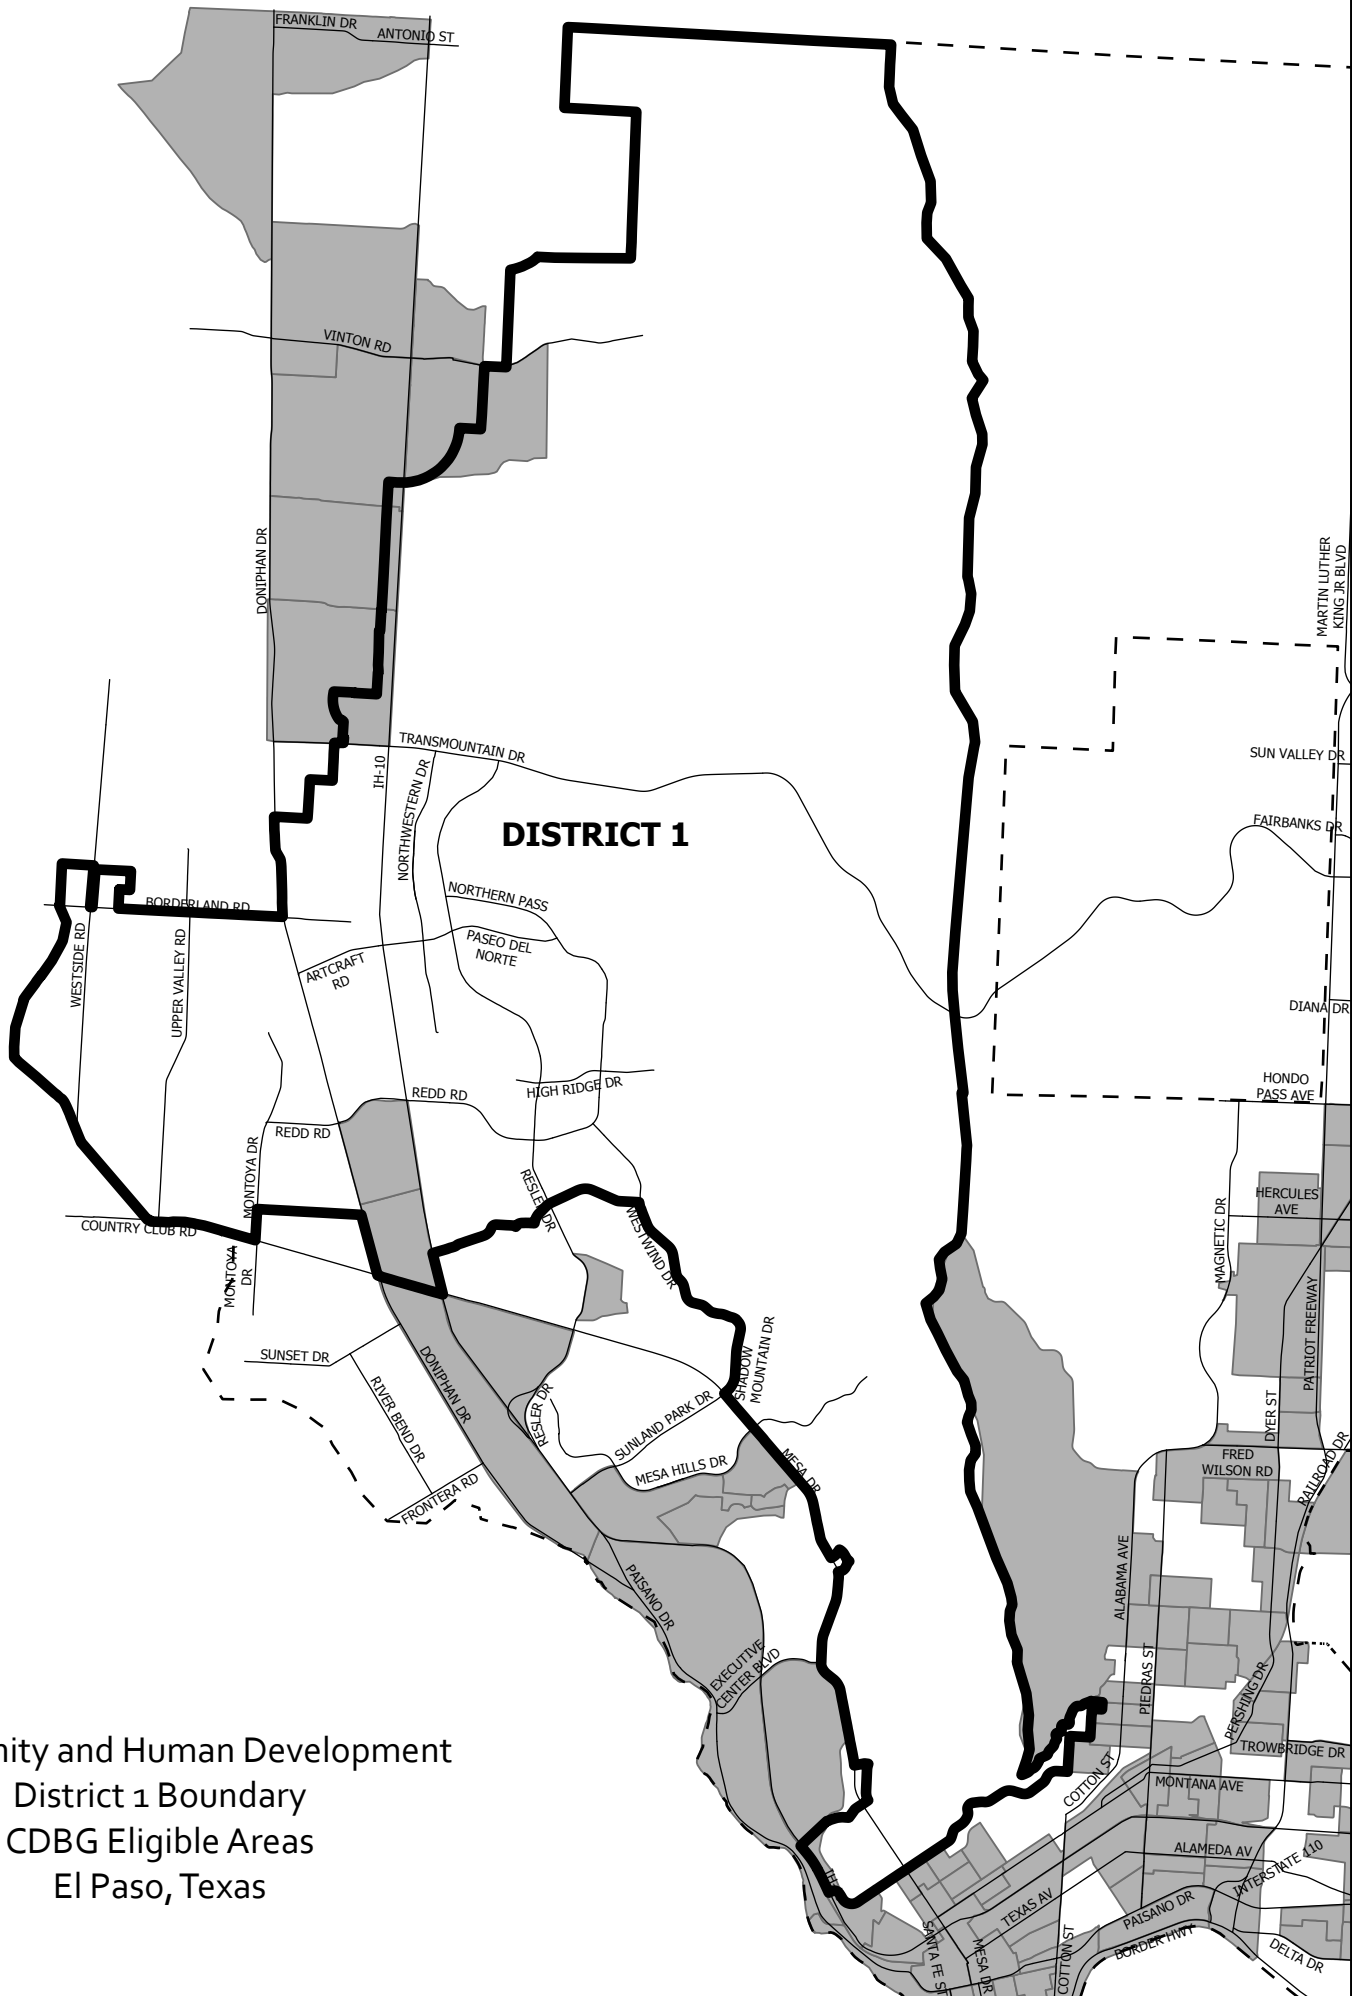 FRANKLIN DR
ANTONIO ST
VINTON RD
DONIPHAN DR
MARTIN LUTHER
KING JR BLVD
TRANSMOUNTAIN DR
IH-10
NORTHWESTERN DR
SUN VALLEY DR
FAIRBANKS DR
DISTRICT 1
NORTHERN PASS
BORDERLAND RD
PASEO DEL
NORTE
WESTSIDE RD
UPPER VALLEY RD
ARTCRAFT
RD
DIANA DR
HIGH RIDGE DR
HONDO
PASS AVE
REDD RD
REDD RD
MONTOYA DR
RESLER DR
HERCULES
AVE
COUNTRY CLUB RD
WESTWIND DR
MAGNETIC DR
MONTOYA
DR
PATRIOT FREEWAY
SUNSET DR
DONIPHAN DR
SHADOW
MOUNTAIN DR
RIVER BEND DR
RESLER DR
SUNLAND PARK DR
DYER ST
MESA HILLS DR
MESA DR
FRED
WILSON RD
RAILROAD DR
FRONTERA RD
ALABAMA AVE
PAISANO DR
EXECUTIVE
CENTER BLVD
PIEDRAS ST
PERSHING DR
TROWBRIDGE DR
nity and Human Development
District 1 Boundary
CDBG Eligible Areas
El Paso, Texas
COTTON ST
MONTANA AVE
ALAMEDA AV
INTERSTATE 110
TEXAS AV
PAISANO DR
SANTA FE ST
MESA DR
COTTON ST
BORDER HWY
DELTA DR